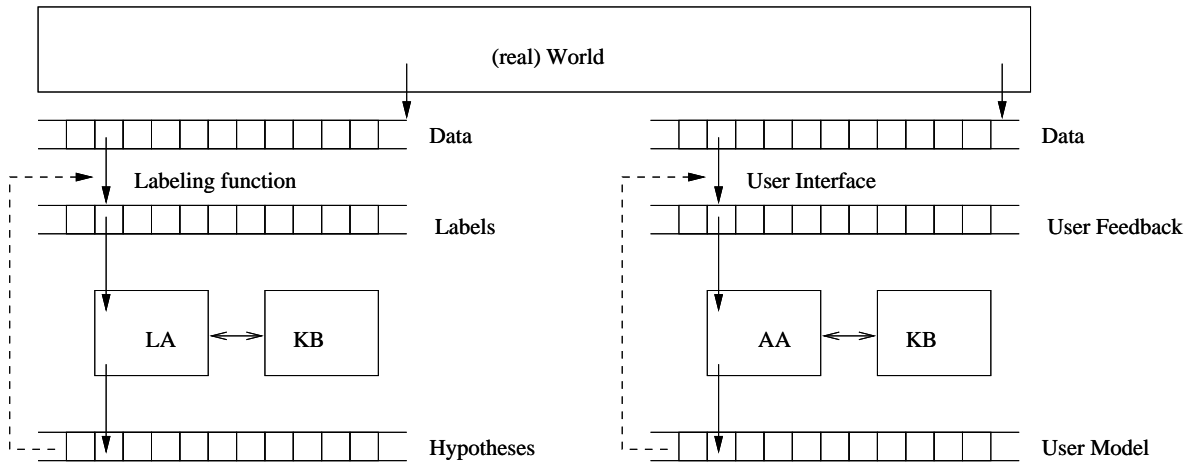 (real) World
Data
Data
Labeling function
User Interface
Labels
User Feedback
LA
KB
AA
KB
Hypotheses
User Model